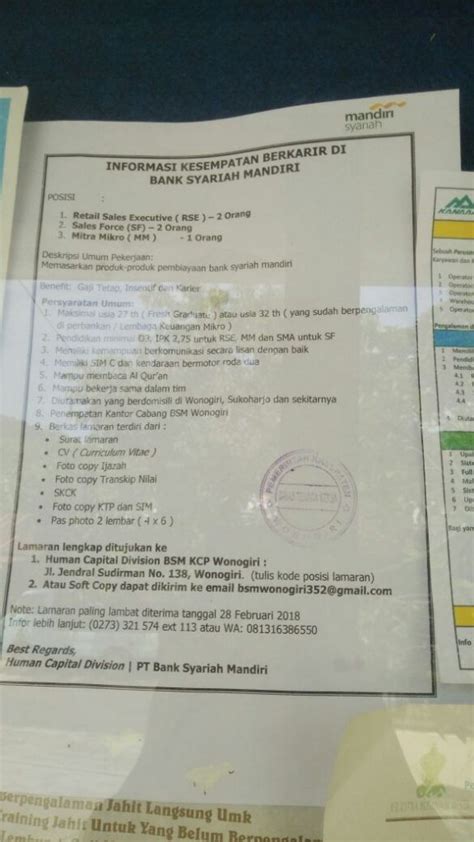 mandiri
syariah
INFORMASI KESEMPATAN BERKARIR DI
BANK SYARIAH MANDIRI
POSISI :
1. Retail Sales Executive ( RSE ) – 2 Orang
2. Sales Force (SF) – 2 Orang
3. Mitra Mikro ( MM ) - 1 Orang
Deskripsi Umum Pekerjaan:
Memasarkan produk-produk pembiayaan bank syariah mandiri
Benefit: Gaji Tetap, Insentif dan Karier
Persyaratan Umum:
1. Maksimal usia 27 th ( Fresh Graduate ) atau usia 32 th ( yang sudah berpengalaman
di perbankan / Lembaga Keuangan Mikro )
2. Pendidikan minimal D3, IPK 2,75 untuk RSE, MM dan SMA untuk SF
3. Memiliki kemampuan berkomunikasi secara lisan dengan baik
4. Memiliki SIM C dan kendaraan bermotor roda dua
5. Mampu membaca Al Qur'an
6. Mampu bekerja sama dalam tim
7. Diutamakan yang berdomisili di Wonogiri, Sukoharjo dan sekitarnya
8. Penempatan Kantor Cabang BSM Wonogiri
9. Berkas lamaran terdiri dari :
• Surat lamaran
• CV ( Curriculum Vitae )
• Foto copy Ijazah
• Foto copy Transkip Nilai
• SKCK
• Foto copy KTP dan SIM
• Pas photo 2 lembar ( 4 x 6 )
Lamaran lengkap ditujukan ke
1. Human Capital Division BSM KCP Wonogiri :
Jl. Jendral Sudirman No. 138, Wonogiri. (tulis kode posisi lamaran)
2. Atau Soft Copy dapat dikirim ke email bsmwonogiri352@gmail.com
Note: Lamaran paling lambat diterima tanggal 28 Februari 2018
Infor lebih lanjut: (0273) 321 574 ext 113 atau WA: 081316386550
Best Regards,
Human Capital Division | PT Bank Syariah Mandiri
Berpengalaman Jahit Langsung Umk
Training Jahit Untuk Yang Belum Berpengalaman